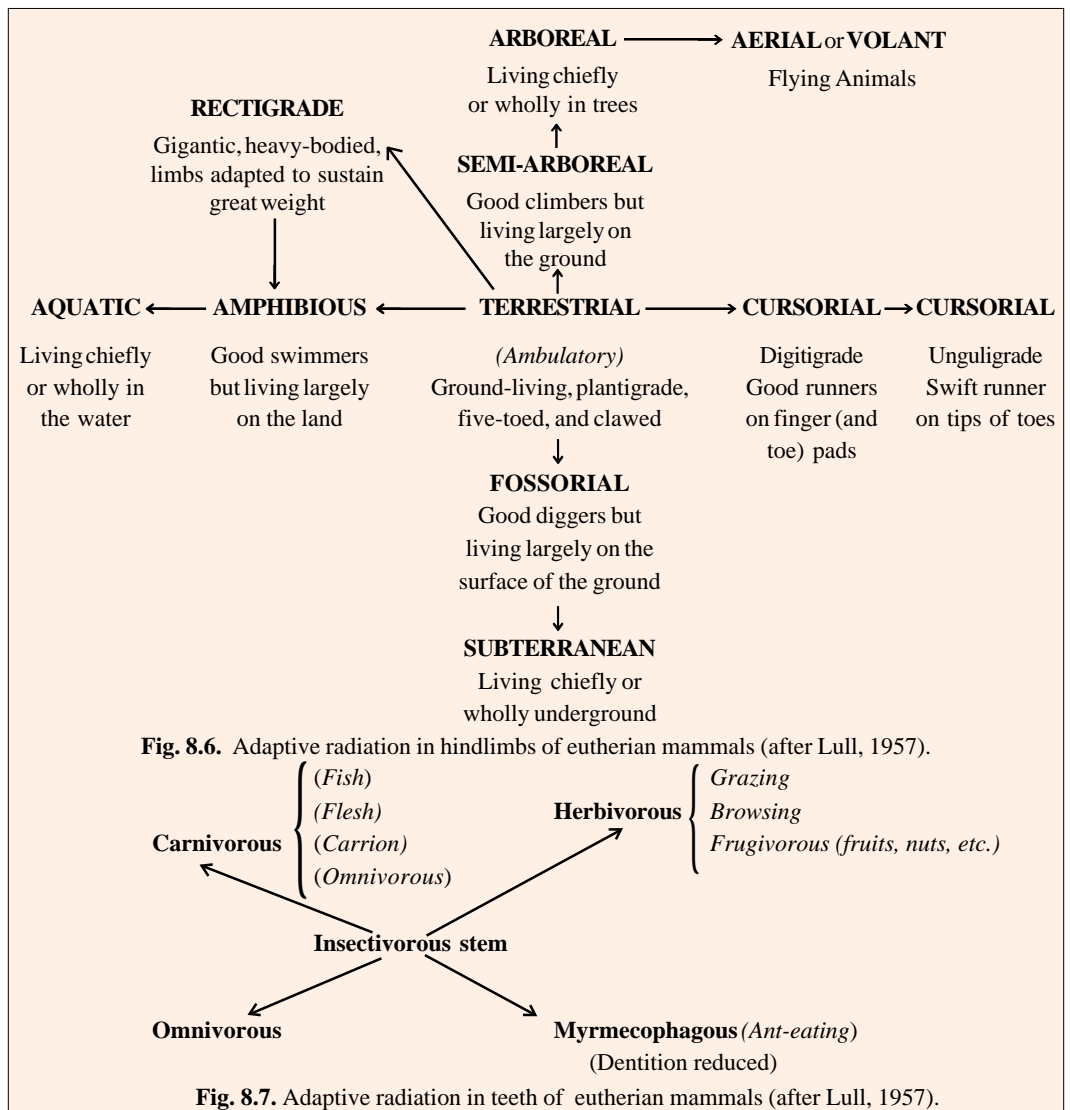 ARBOREAL
AERIAL or VOLANT
Living chiefly
or wholly in trees
Flying Animals
RECTIGRADE
Gigantic, heavy-bodied,
limbs adapted to sustain
great weight
SEMI-ARBOREAL
Good climbers but
living largely on
the ground
AQUATIC
AMPHIBIOUS
TERRESTRIAL
CURSORIAL
CURSORIAL
Living chiefly
or wholly in
the water
Good swimmers
but living largely
on the land
(Ambulatory)
Ground-living, plantigrade,
five-toed, and clawed
Digitigrade
Good runners
on finger (and
toe) pads
Unguligrade
Swift runner
on tips of toes
FOSSORIAL
Good diggers but
living largely on the
surface of the ground
SUBTERRANEAN
Living chiefly or
wholly underground
Fig. 8.6. Adaptive radiation in hindlimbs of eutherian mammals (after Lull, 1957).
Carnivorous
(Fish)
(Flesh)
(Carrion)
(Omnivorous)
Herbivorous
Grazing
Browsing
Frugivorous (fruits, nuts, etc.)
Insectivorous stem
Omnivorous
Myrmecophagous (Ant-eating)
(Dentition reduced)
Fig. 8.7. Adaptive radiation in teeth of eutherian mammals (after Lull, 1957).